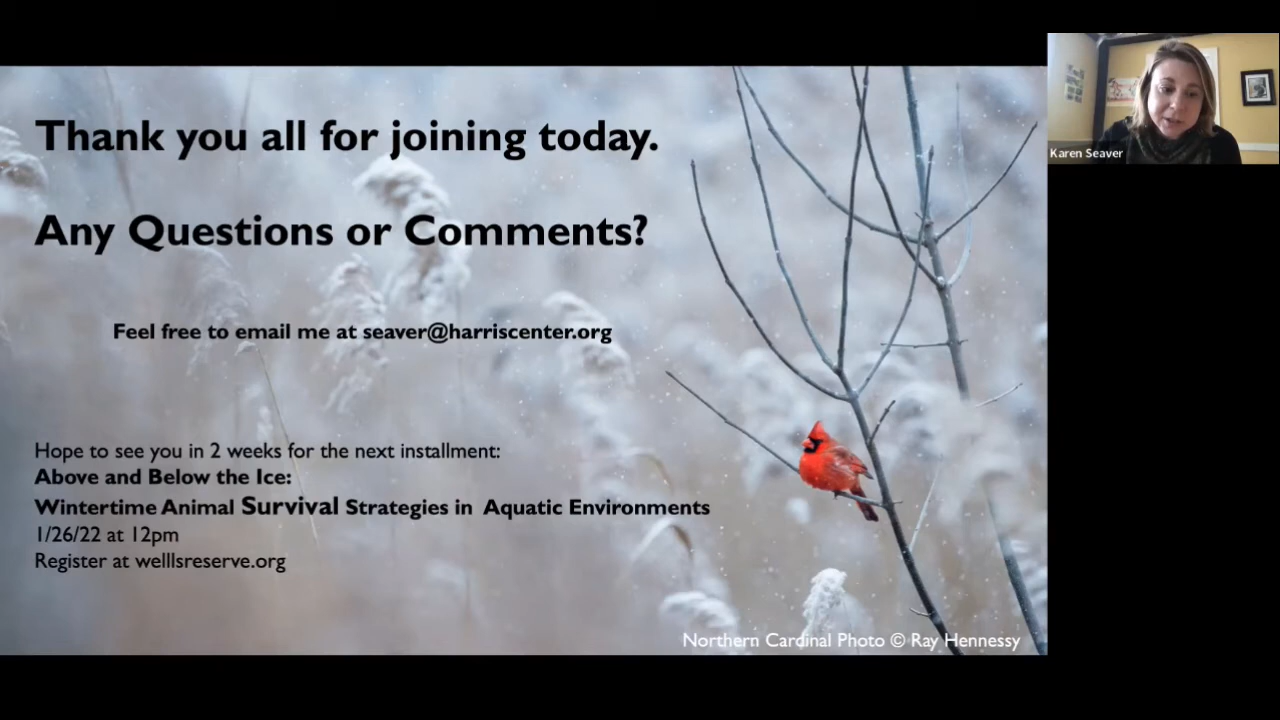 Thank you all for joining today.
Any Questions or Comments?
Feel free to email me at seaver@harriscenter.org
Hope to see you in 2 weeks for the next installment:
Above and Below the Ice:
Wintertime Animal Survival Strategies in Aquatic Environments
1/26/22 at 12pm
Register at welllsreserve.org
Northern Cardinal Photo © Ray Hennessy
Karen Seaver